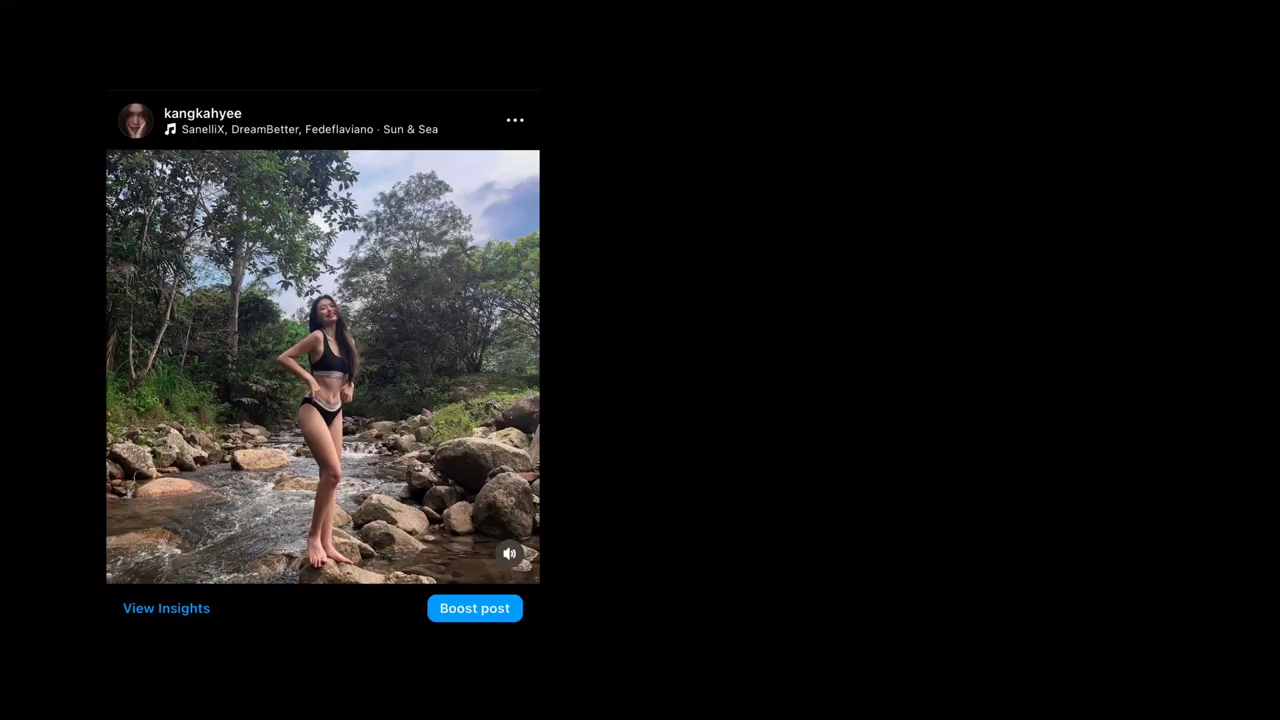 kangkahyee
SanelliX, DreamBetter, Fedeflaviano · Sun & Sea
View Insights
Boost post